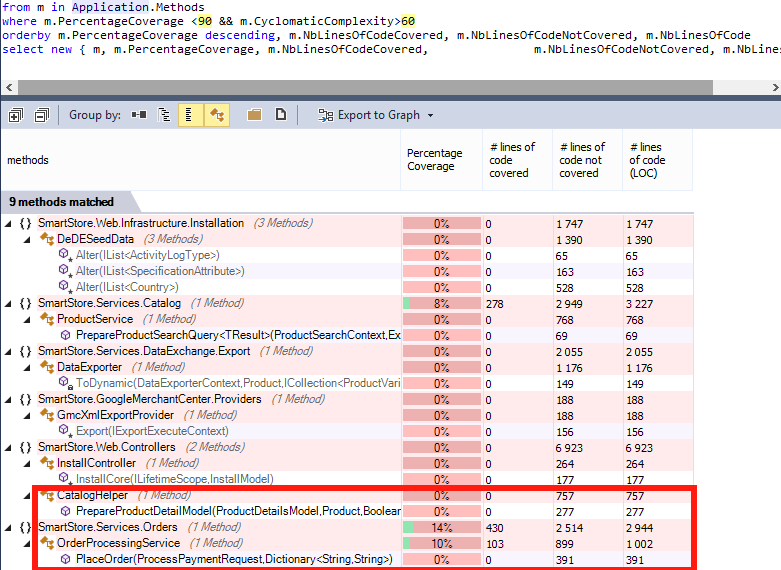 from m in Application.Methods
where m.PercentageCoverage <90 && m.CyclomaticComplexity>60
orderby m.PercentageCoverage descending, m.NbLinesOfCodeCovered, m.NbLinesOfCodeNotCovered, m.NbLinesOfCode
select new { m, m.PercentageCoverage, m.NbLinesOfCodeCovered, m.NbLinesOfCodeNotCovered, m.NbLines
Group by: Export to Graph
methods Percentage Coverage # lines of code covered # lines of code not covered # lines of code (LOC)
9 methods matched
{} SmartStore.Web.Infrastructure.Installation (3 Methods) 0% 0 1 747 1 747
DeDESeedData (3 Methods) 0% 0 1 390 1 390
Alter(IList<ActivityLogType>) 0% 0 65 65
Alter(IList<SpecificationAttribute>) 0% 0 163 163
Alter(IList<Country>) 0% 0 528 528
{} SmartStore.Services.Catalog (1 Method) 8% 278 2 949 3 227
ProductService (1 Method) 0% 0 768 768
PrepareProductSearchQuery<TResult>(ProductSearchContext,Ex 0% 0 69 69
{} SmartStore.Services.DataExchange.Export (1 Method) 0% 0 2 055 2 055
DataExporter (1 Method) 0% 0 1 176 1 176
ToDynamic(DataExporterContext,Product,ICollection<ProductVari 0% 0 149 149
{} SmartStore.GoogleMerchantCenter.Providers (1 Method) 0% 0 188 188
GmcXmlExportProvider (1 Method) 0% 0 188 188
Export(IExportExecuteContext) 0% 0 156 156
{} SmartStore.Web.Controllers (2 Methods) 0% 0 6 923 6 923
InstallController (1 Method) 0% 0 264 264
InstallCore(ILifetimeScope,InstallModel) 0% 0 177 177
CatalogHelper (1 Method) 0% 0 757 757
PrepareProductDetailModel(ProductDetailsModel,Product,Boolean 0% 0 277 277
{} SmartStore.Services.Orders (1 Method) 14% 430 2 514 2 944
OrderProcessingService (1 Method) 10% 103 899 1 002
PlaceOrder(ProcessPaymentRequest,Dictionary<String,String>) 0% 0 391 391